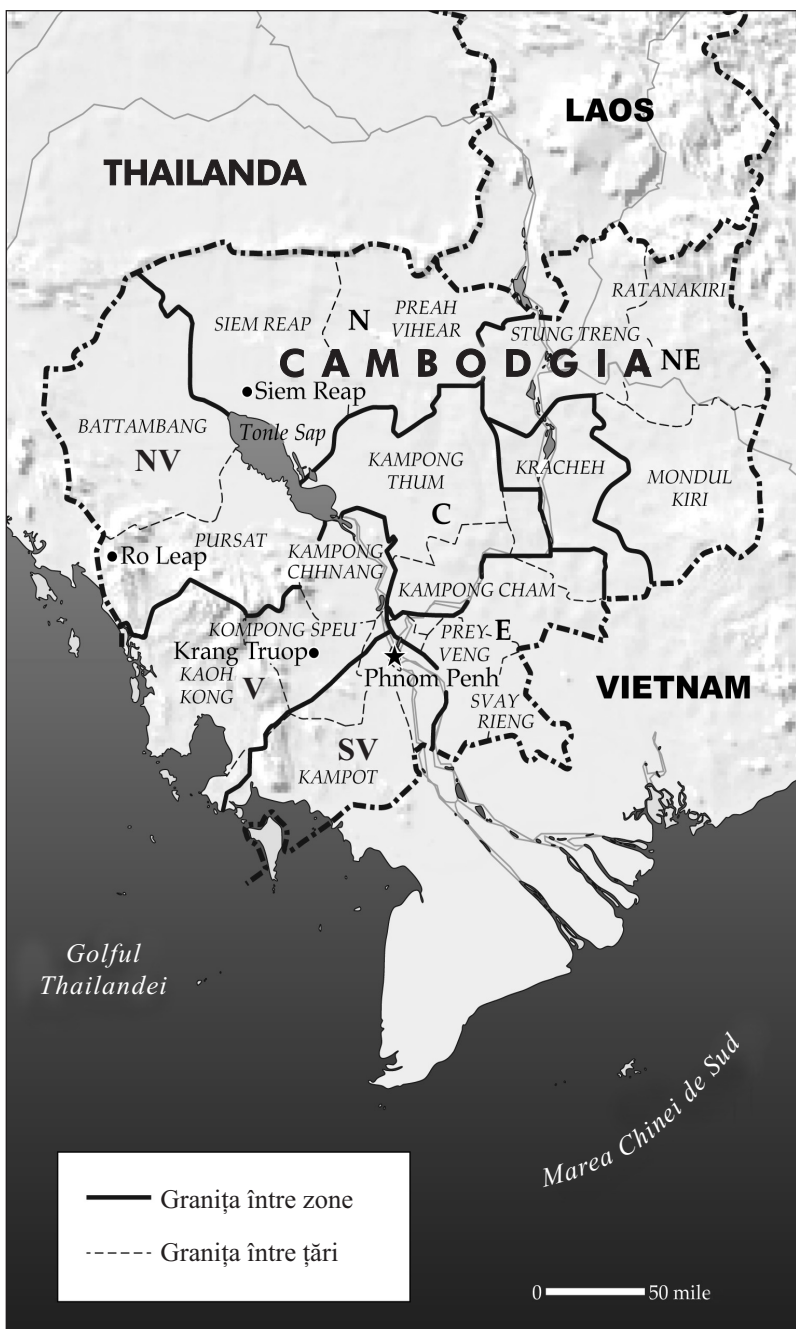 LAOS
THAILANDA
RATANAKIRI
SIEM REAP
N
PREAH
VIHEAR
STUNG TRENG
CAMBODGIA
NE
Siem Reap
BATTAMBANG
Tonle Sap
NV
KAMPONG
THUM
KRACHEH
MONDUL
KIRI
C
PURSAT
Ro Leap
KAMPONG
CHHNANG
KAMPONG CHAM
KOMPONG SPEU
PREY
VENG
E
Krang Truop
KAOH
KONG
V
Phnom Penh
SVAY
RIENG
VIETNAM
SV
KAMPOT
Golful
Thailandei
Marea Chinei de Sud
Granița între zone
Granița între țări
0 50 mile